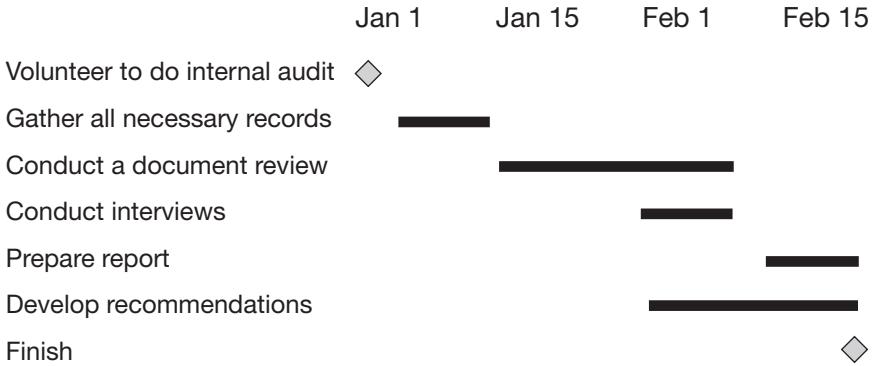 Jan 1 Jan 15 Feb 1 Feb 15
Volunteer to do internal audit
Gather all necessary records
Conduct a document review
Conduct interviews
Prepare report
Develop recommendations
Finish